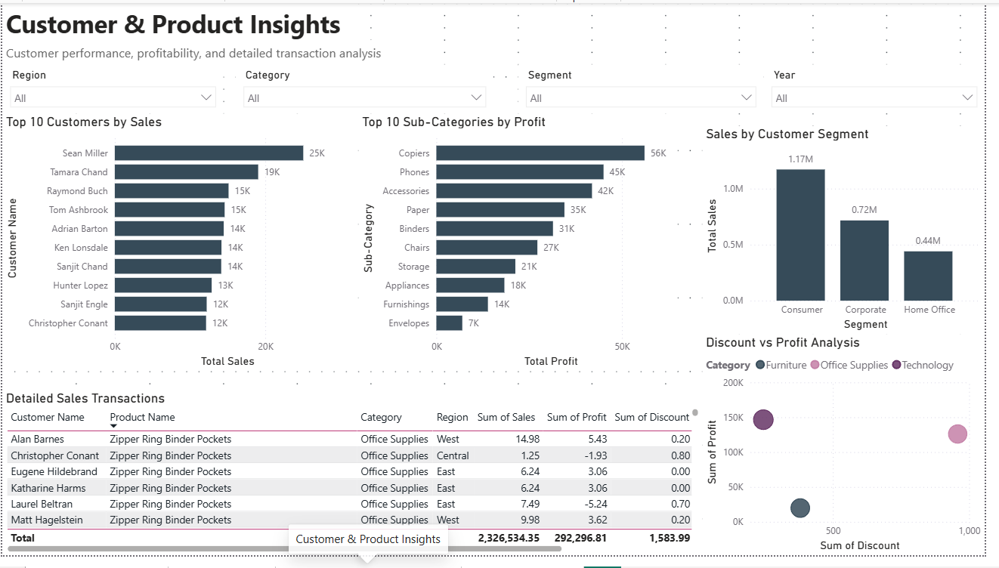 Customer & Product Insights
Customer performance, profitability, and detailed transaction analysis
Region
Category
Segment
Year
All
All
All
All
Top 10 Customers by Sales
Customer Name
Sean Miller 25K
Tamara Chand 19K
Raymond Buch 15K
Tom Ashbrook 15K
Adrian Barton 14K
Ken Lonsdale 14K
Sanjit Chand 14K
Hunter Lopez 13K
Sanjit Engle 12K
Christopher Conant 12K
0K 20K
Total Sales
Top 10 Sub-Categories by Profit
Sub-Category
Copiers 56K
Phones 45K
Accessories 42K
Paper 35K
Binders 31K
Chairs 27K
Storage 21K
Appliances 18K
Furnishings 14K
Envelopes 7K
0K 50K
Total Profit
Sales by Customer Segment
Total Sales
1.17M
1.0M
0.72M
0.5M
0.44M
0.0M
Consumer Corporate Home Office
Segment
Discount vs Profit Analysis
Category Furniture Office Supplies Technology
Sum of Profit
200K
150K
100K
50K
0K
500 1,000
Sum of Discount
Detailed Sales Transactions
Customer Name Product Name Category Region Sum of Sales Sum of Profit Sum of Discount
Alan Barnes Zipper Ring Binder Pockets Office Supplies West 14.98 5.43 0.20
Christopher Conant Zipper Ring Binder Pockets Office Supplies Central 1.25 -1.93 0.80
Eugene Hildebrand Zipper Ring Binder Pockets Office Supplies East 6.24 3.06 0.00
Katharine Harms Zipper Ring Binder Pockets Office Supplies East 6.24 3.06 0.00
Laurel Beltran Zipper Ring Binder Pockets Office Supplies East 7.49 -5.24 0.70
Matt Hagelstein Zipper Ring Binder Pockets Office Supplies West 9.98 3.62 0.20
Total 2,326,534.35 292,296.81 1,583.99
Customer & Product Insights